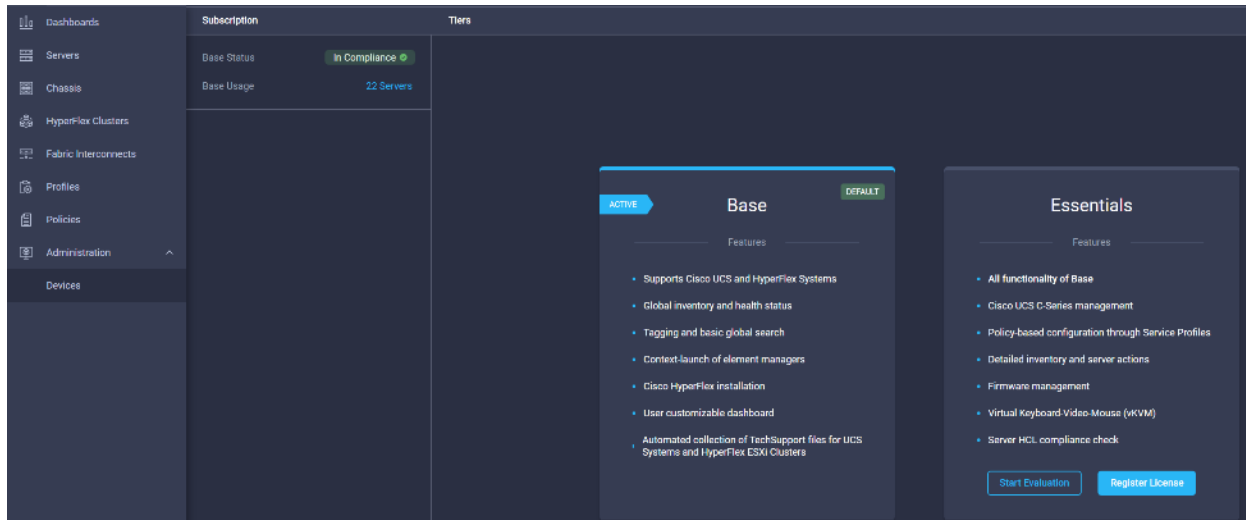 Dashboards
Servers
Chassis
HyperFlex Clusters
Fabric Interconnects
Profiles
Policies
Administration
Devices
Subscription
Base Status In Compliance
Base Usage 22 Servers
Tiers
ACTIVE
DEFAULT
Base
Features
Supports Cisco UCS and HyperFlex Systems
Global inventory and health status
Tagging and basic global search
Context-launch of element managers
Cisco HyperFlex installation
User customizable dashboard
Automated collection of TechSupport files for UCS
Systems and HyperFlex ESXi Clusters
Essentials
Features
All functionality of Base
Cisco UCS C-Series management
Policy-based configuration through Service Profiles
Detailed inventory and server actions
Firmware management
Virtual Keyboard-Video-Mouse (vKVM)
Server HCL compliance check
Start Evaluation
Register License